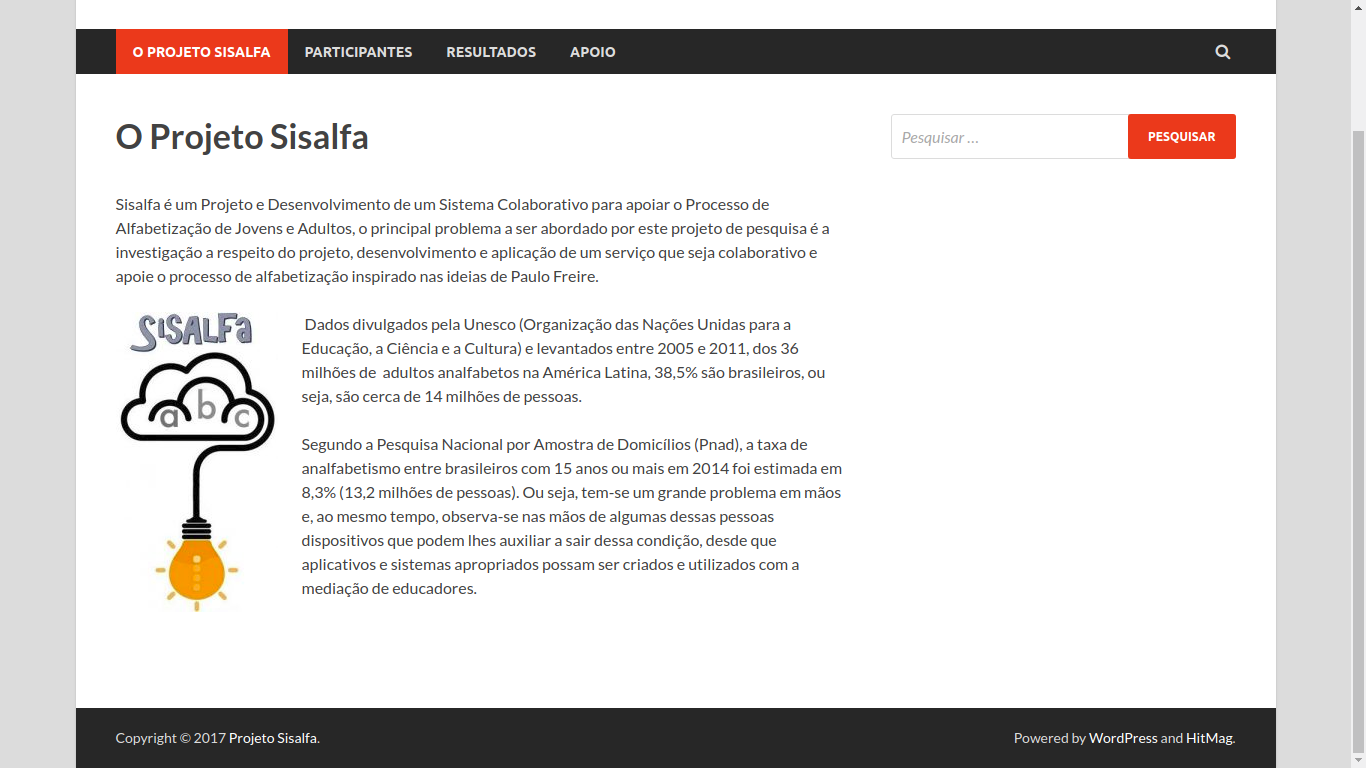 O PROJETO SISALFA PARTICIPANTES RESULTADOS APOIO
O Projeto Sisalfa
Pesquisar …
PESQUISAR
Sisalfa é um Projeto e Desenvolvimento de um Sistema Colaborativo para apoiar o Processo de
Alfabetização de Jovens e Adultos, o principal problema a ser abordado por este projeto de pesquisa é a
investigação a respeito do projeto, desenvolvimento e aplicação de um serviço que seja colaborativo e
apoie o processo de alfabetização inspirado nas ideias de Paulo Freire.
SiSALFa
abc
Dados divulgados pela Unesco (Organização das Nações Unidas para a
Educação, a Ciência e a Cultura) e levantados entre 2005 e 2011, dos 36
milhões de  adultos analfabetos na América Latina, 38,5% são brasileiros, ou
seja, são cerca de 14 milhões de pessoas.
Segundo a Pesquisa Nacional por Amostra de Domicílios (Pnad), a taxa de
analfabetismo entre brasileiros com 15 anos ou mais em 2014 foi estimada em
8,3% (13,2 milhões de pessoas). Ou seja, tem-se um grande problema em mãos
e, ao mesmo tempo, observa-se nas mãos de algumas dessas pessoas
dispositivos que podem lhes auxiliar a sair dessa condição, desde que
aplicativos e sistemas apropriados possam ser criados e utilizados com a
mediação de educadores.
Copyright © 2017 Projeto Sisalfa.
Powered by WordPress and HitMag.